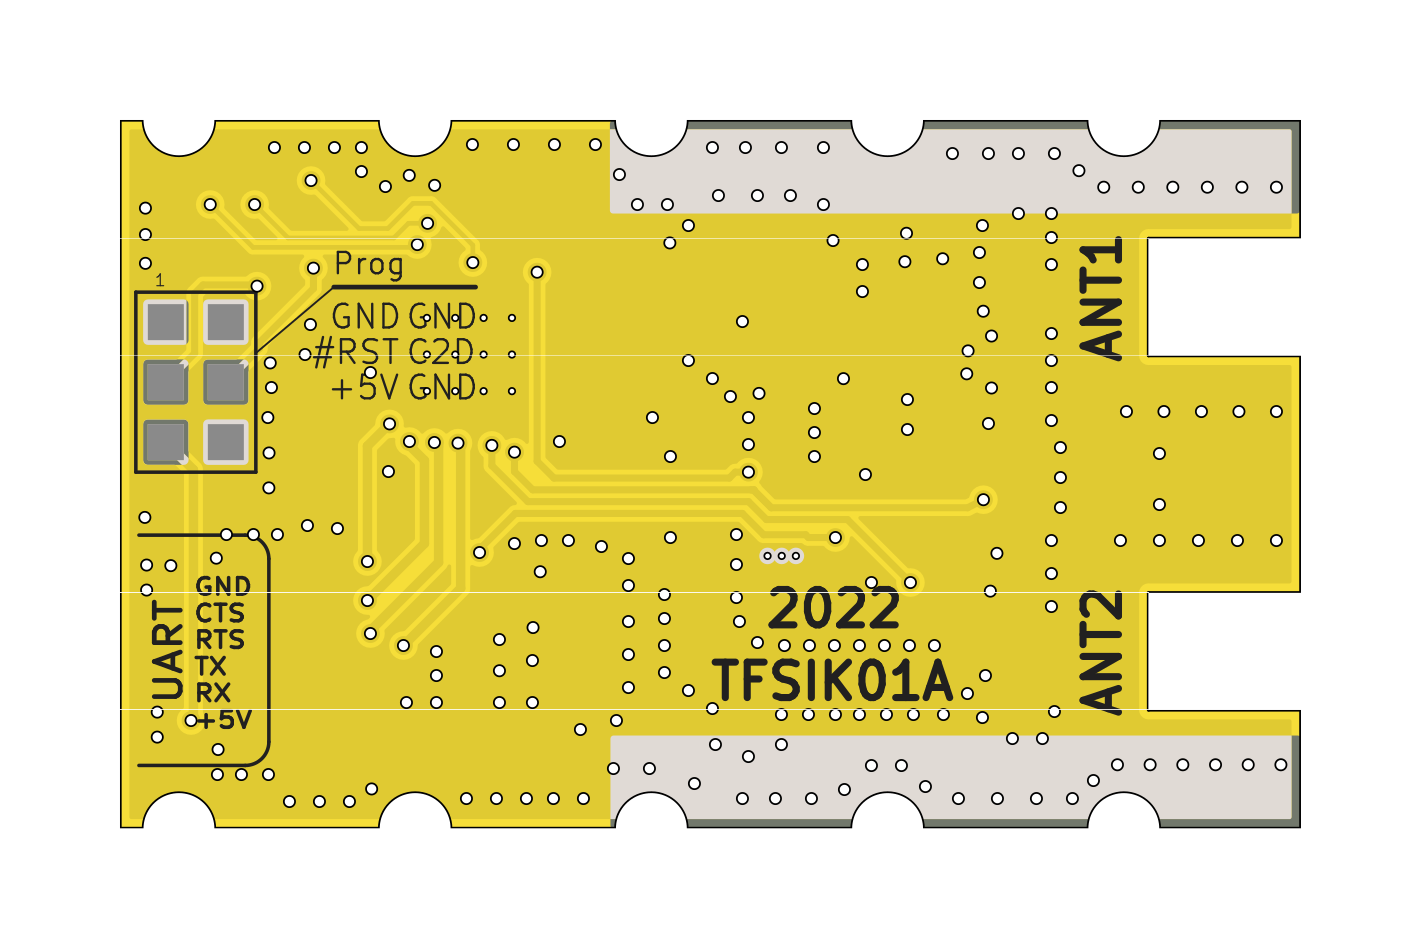 Prog
1
GND GND
#RST C2D
+5V GND
ANT1
UART
GND
CTS
RTS
TX
RX
+5V
2022
TFSIK01A
ANT2